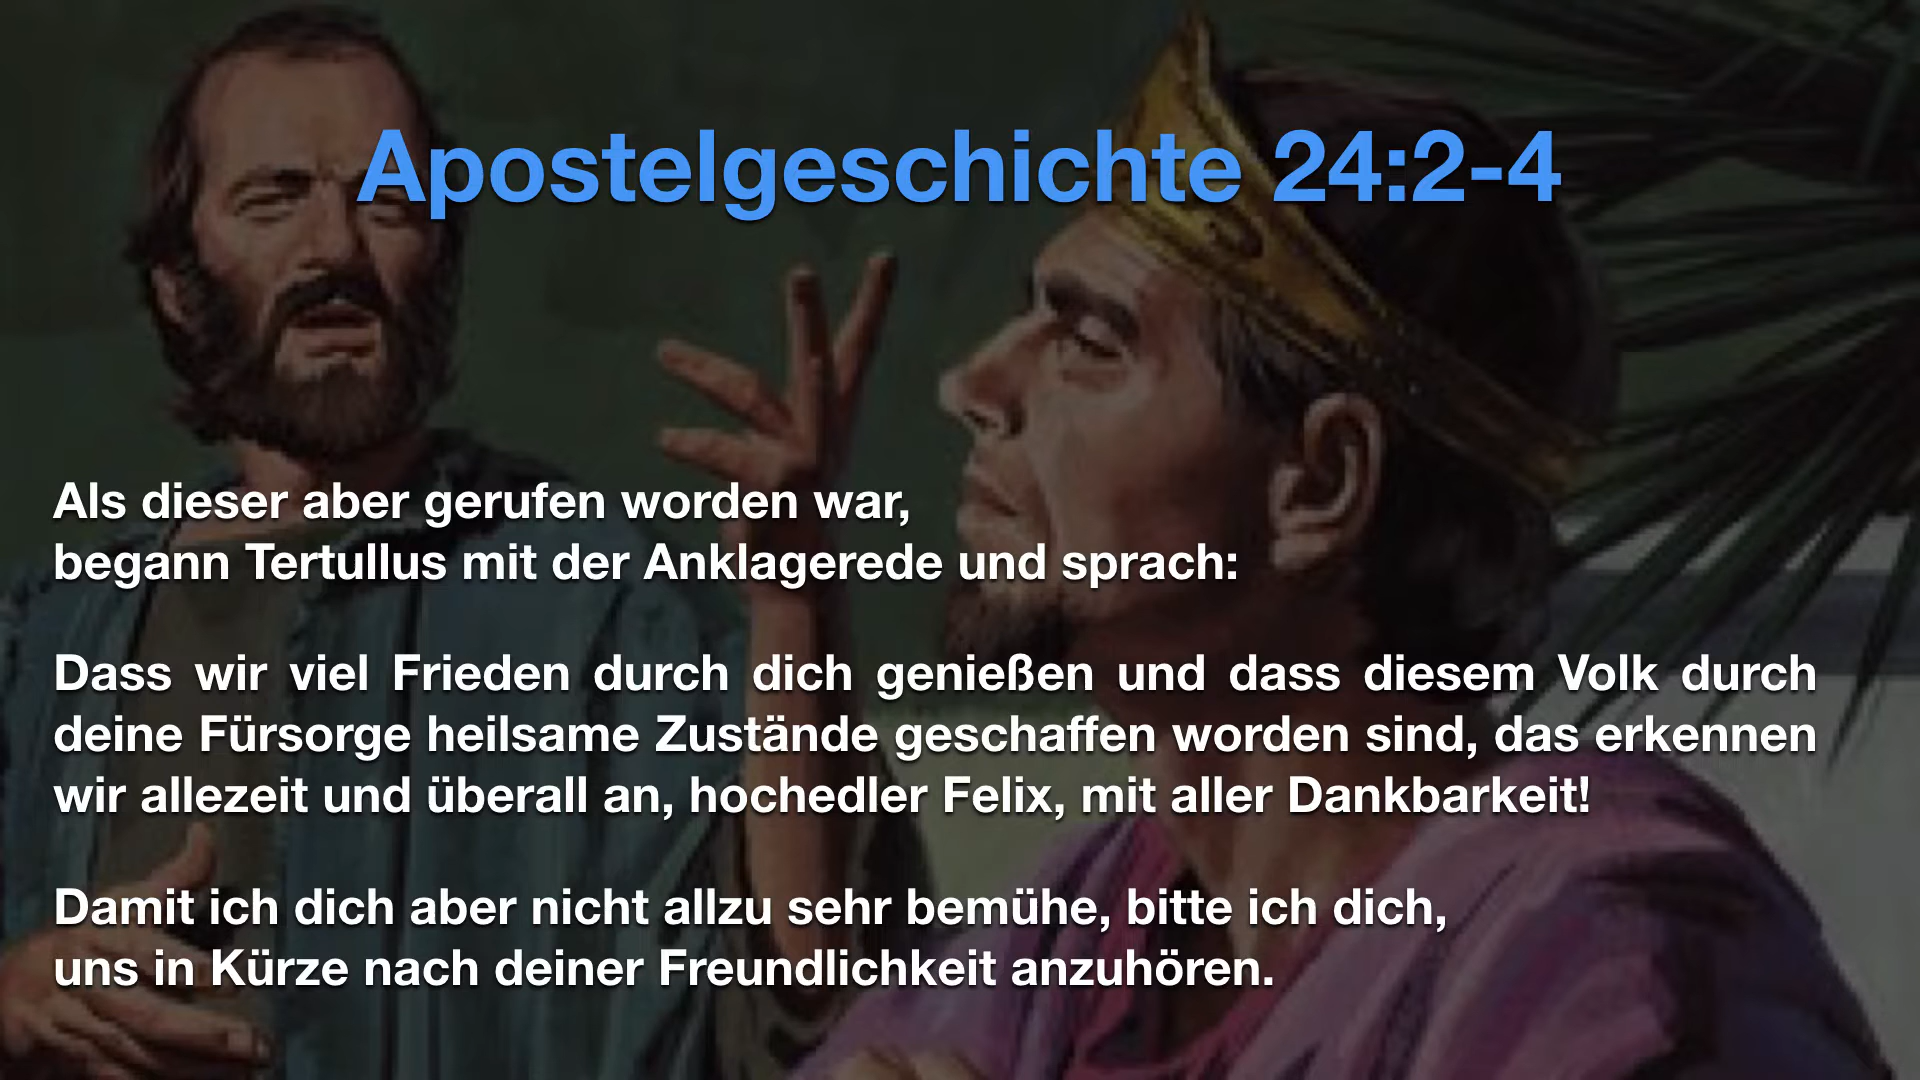 Apostelgeschichte 24:2-4
Als dieser aber gerufen worden war,
begann Tertullus mit der Anklagerede und sprach:
Dass wir viel Frieden durch dich genießen und dass diesem Volk durch
deine Fürsorge heilsame Zustände geschaffen worden sind, das erkennen
wir allezeit und überall an, hochedler Felix, mit aller Dankbarkeit!
Damit ich dich aber nicht allzu sehr bemühe, bitte ich dich,
uns in Kürze nach deiner Freundlichkeit anzuhören.